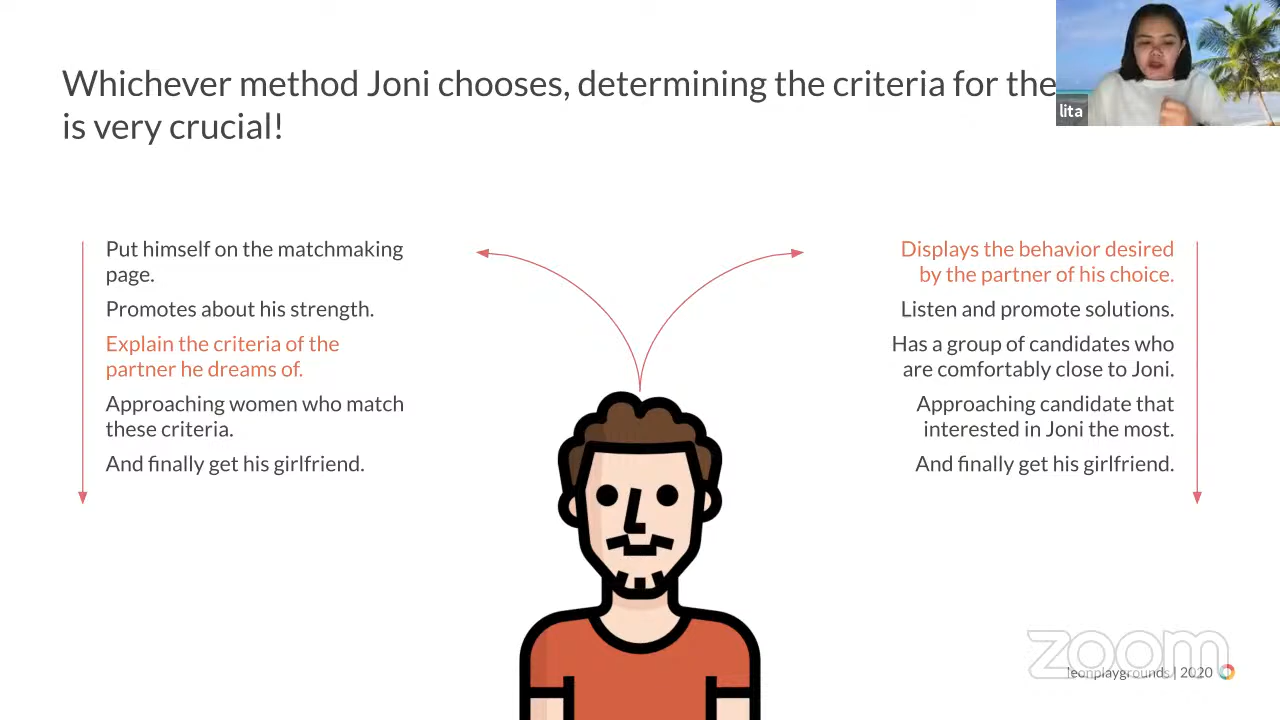 Whichever method Joni chooses, determining the criteria for the
is very crucial!
lita
Put himself on the matchmaking
page.
Promotes about his strength.
Explain the criteria of the
partner he dreams of.
Approaching women who match
these criteria.
And finally get his girlfriend.
Displays the behavior desired
by the partner of his choice.
Listen and promote solutions.
Has a group of candidates who
are comfortably close to Joni.
Approaching candidate that
interested in Joni the most.
And finally get his girlfriend.
zoom
leonplaygrounds | 2020